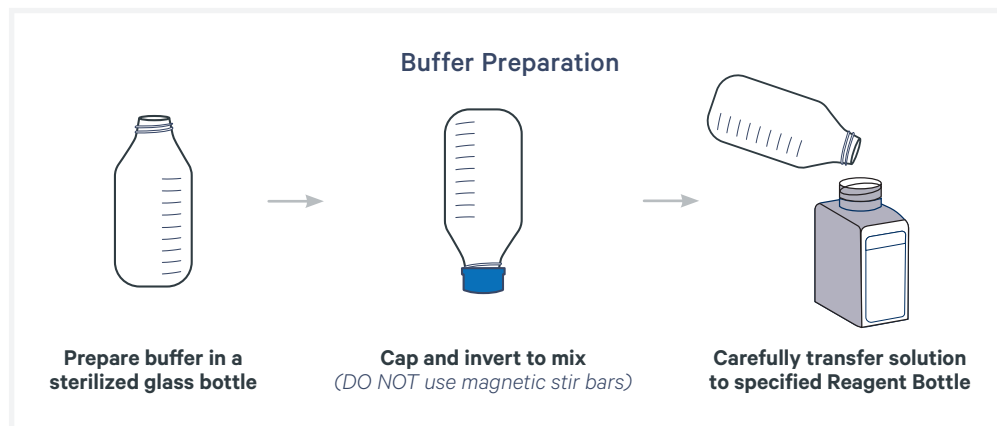 Buffer Preparation
Prepare buffer in a
sterilized glass bottle
Cap and invert to mix
(DO NOT use magnetic stir bars)
Carefully transfer solution
to specified Reagent Bottle